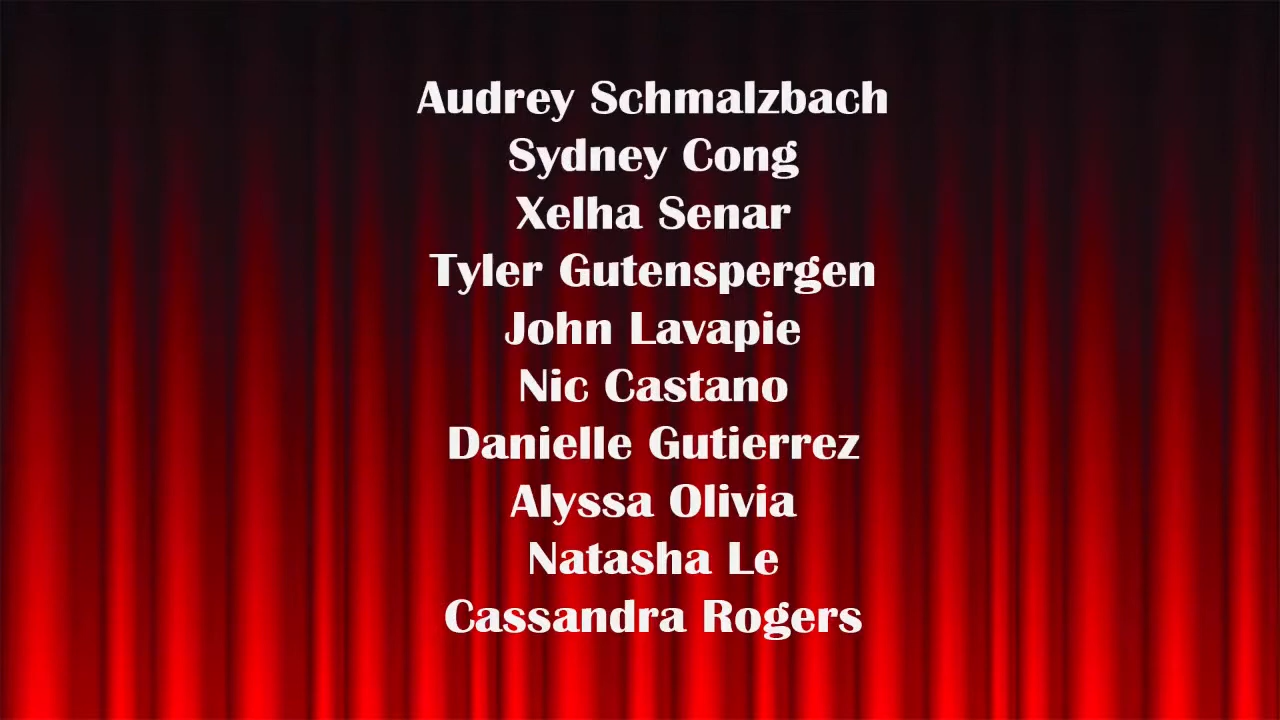 Audrey Schmalzbach
Sydney Cong
Xelha Senar
Tyler Gutenspergen
John Lavapie
Nic Castano
Danielle Gutierrez
Alyssa Olivia
Natasha Le
Cassandra Rogers